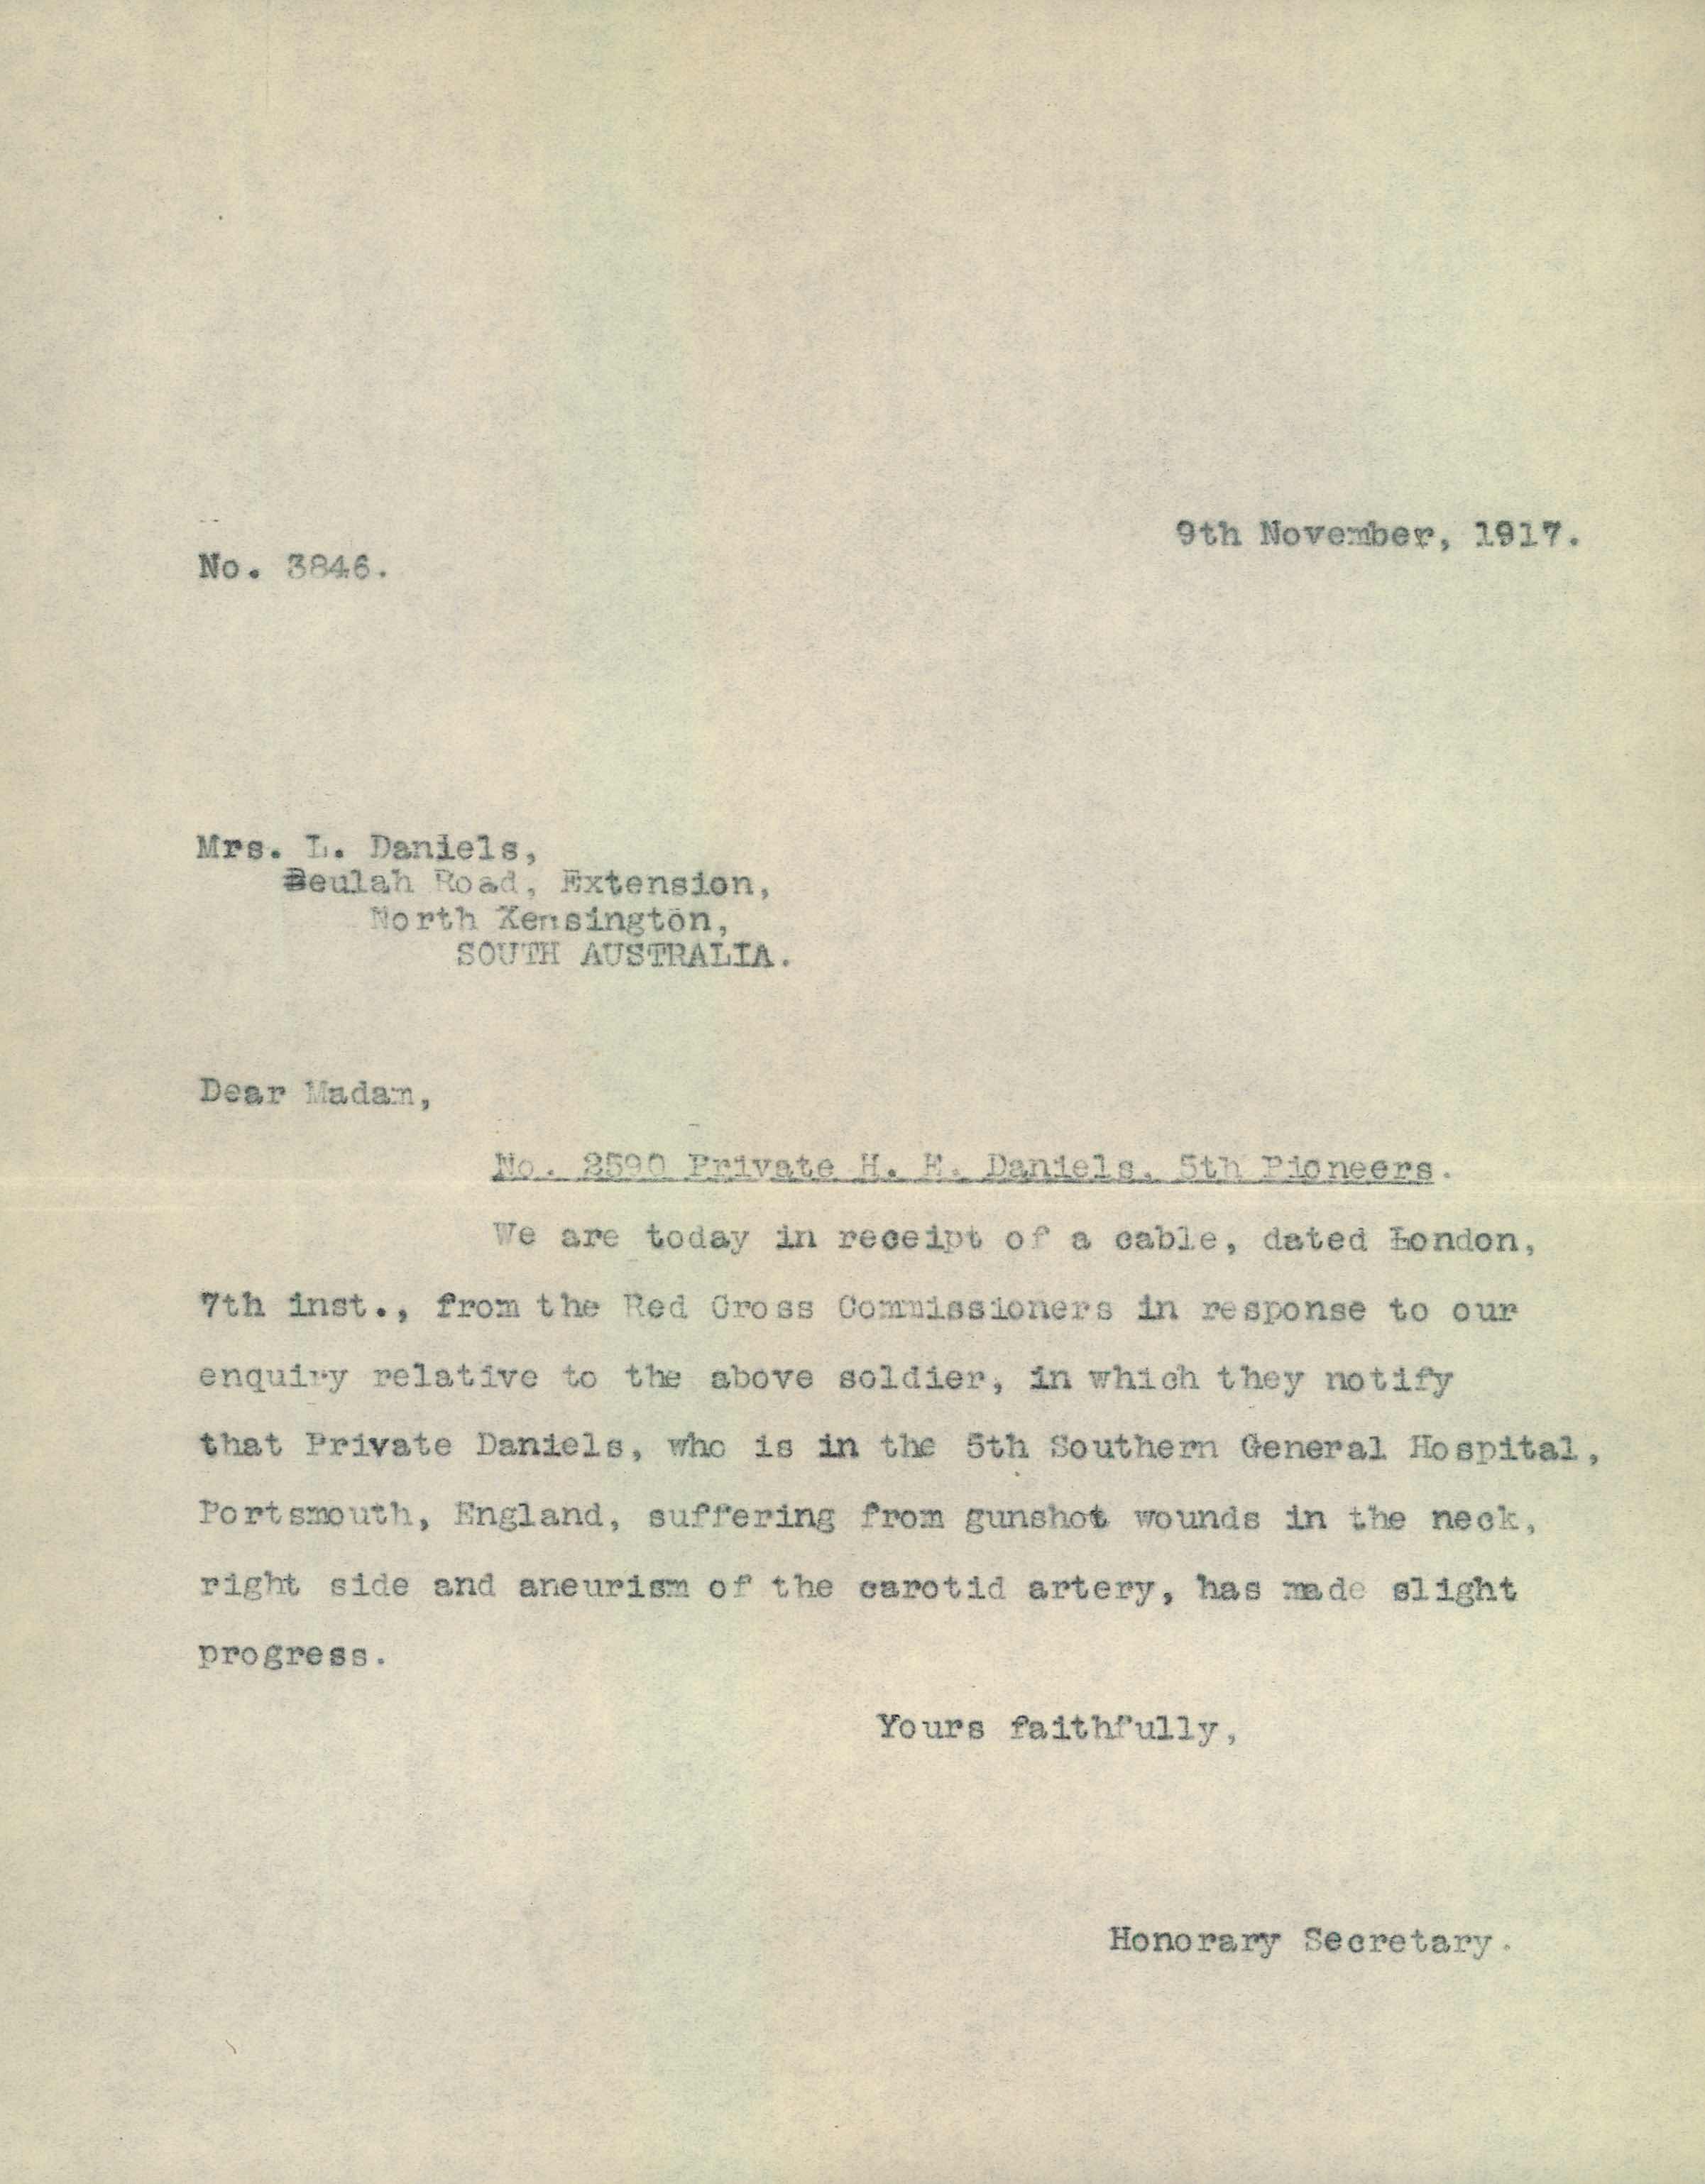 9th November, 1917.
No. 3846.
Mrs. L. Daniels,
Beulah Road, Extension,
North Kensington,
SOUTH AUSTRALIA.
Dear Madam,
No. 2590 Private H. E. Daniels. 5th Pioneers.
We are today in receipt of a cable, dated London,
7th inst., from the Red Cross Commissioners in response to our
enquiry relative to the above soldier, in which they notify
that Private Daniels, who is in the 5th Southern General Hospital,
Portsmouth, England, suffering from gunshot wounds in the neck,
right side and aneurism of the carotid artery, has made slight
progress.
Yours faithfully,
Honorary Secretary.